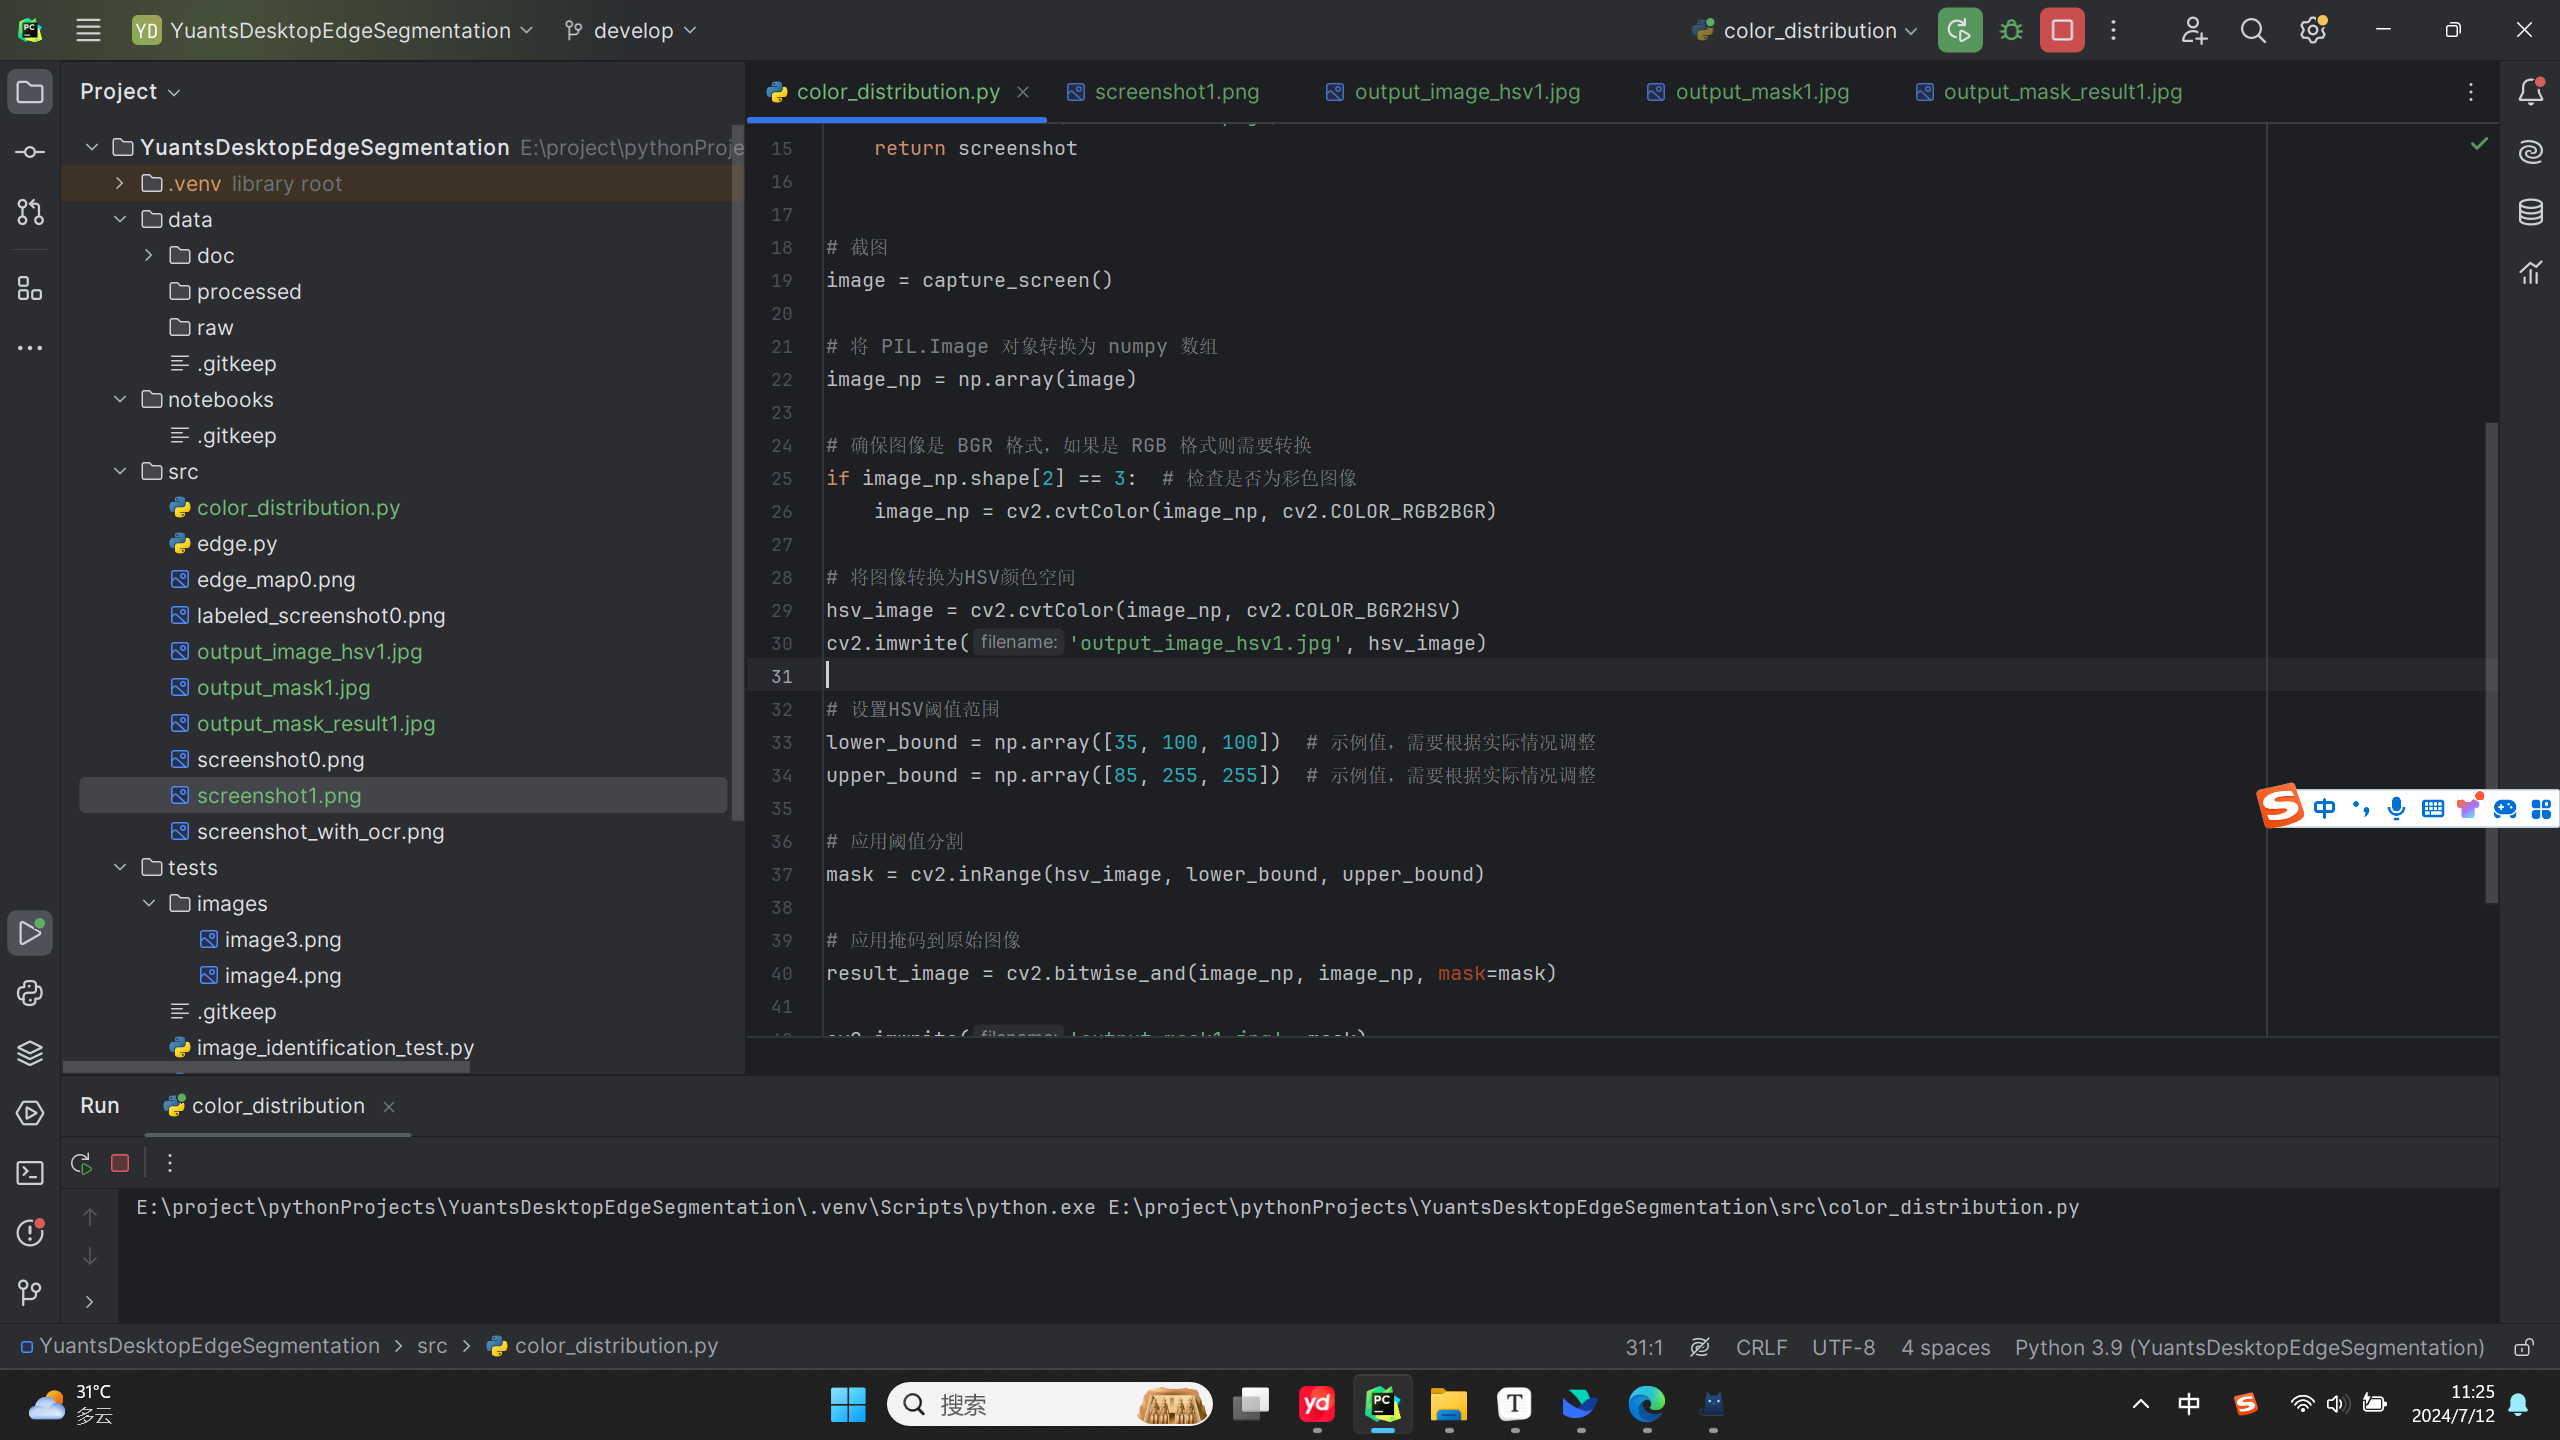 YD YuantsDesktopEdgeSegmentation develop color_distribution
Project
color_distribution.py screenshot1.png output_image_hsv1.jpg output_mask1.jpg output_mask_result1.jpg
YuantsDesktopEdgeSegmentation E:\project\pythonProje
.venv library root
data
doc
processed
raw
.gitkeep
notebooks
.gitkeep
src
color_distribution.py
edge.py
edge_map0.png
labeled_screenshot0.png
output_image_hsv1.jpg
output_mask1.jpg
output_mask_result1.jpg
screenshot0.png
screenshot1.png
screenshot_with_ocr.png
tests
images
image3.png
image4.png
.gitkeep
image_identification_test.py
15 return screenshot
16
17
18 # 截图
19 image = capture_screen()
20
21 # 将 PIL.Image 对象转换为 numpy 数组
22 image_np = np.array(image)
23
24 # 确保图像是 BGR 格式，如果是 RGB 格式则需要转换
25 if image_np.shape[2] == 3: # 检查是否为彩色图像
26 image_np = cv2.cvtColor(image_np, cv2.COLOR_RGB2BGR)
27
28 # 将图像转换为HSV颜色空间
29 hsv_image = cv2.cvtColor(image_np, cv2.COLOR_BGR2HSV)
30 cv2.imwrite( filename: 'output_image_hsv1.jpg', hsv_image)
31
32 # 设置HSV阈值范围
33 lower_bound = np.array([35, 100, 100]) # 示例值，需要根据实际情况调整
34 upper_bound = np.array([85, 255, 255]) # 示例值，需要根据实际情况调整
35
36 # 应用阈值分割
37 mask = cv2.inRange(hsv_image, lower_bound, upper_bound)
38
39 # 应用掩码到原始图像
40 result_image = cv2.bitwise_and(image_np, image_np, mask=mask)
41
中
Run color_distribution
E:\project\pythonProjects\YuantsDesktopEdgeSegmentation\.venv\Scripts\python.exe E:\project\pythonProjects\YuantsDesktopEdgeSegmentation\src\color_distribution.py
YuantsDesktopEdgeSegmentation src color_distribution.py
31:1 CRLF UTF-8 4 spaces Python 3.9 (YuantsDesktopEdgeSegmentation)
31°C
多云
搜索
yd
PC
T
中
11:25
2024/7/12